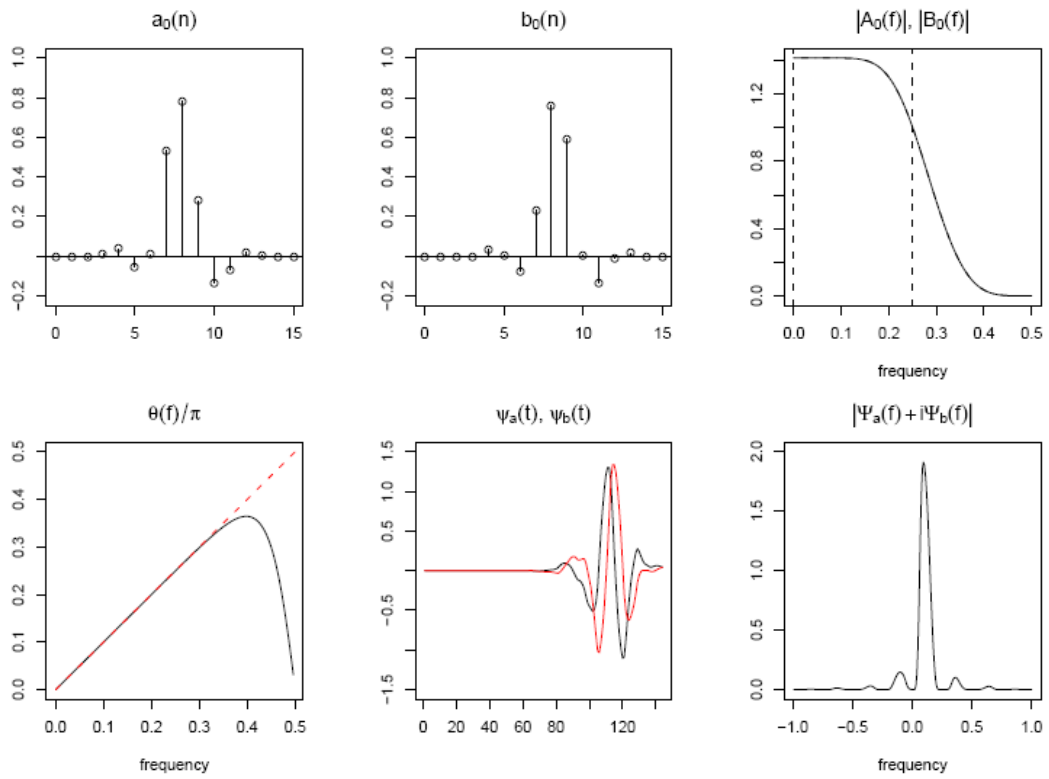 a₀(n)
b₀(n)
|A₀(f)|, |B₀(f)|
1.0
0.8
0.6
0.4
0.2
−0.2
0 5 10 15
1.0
0.8
0.6
0.4
0.2
−0.2
0 5 10 15
1.2
0.8
0.4
0.0
0.0 0.1 0.2 0.3 0.4 0.5
frequency
θ(f)/π
ψₐ(t), ψ_b(t)
|Ψₐ(f) + iΨ_b(f)|
0.5
0.4
0.3
0.2
0.1
0.0
0.0 0.1 0.2 0.3 0.4 0.5
frequency
1.5
0.5
−0.5
−1.5
0 20 40 60 80 120
2.0
1.5
1.0
0.5
0.0
−1.0 −0.5 0.0 0.5 1.0
frequency